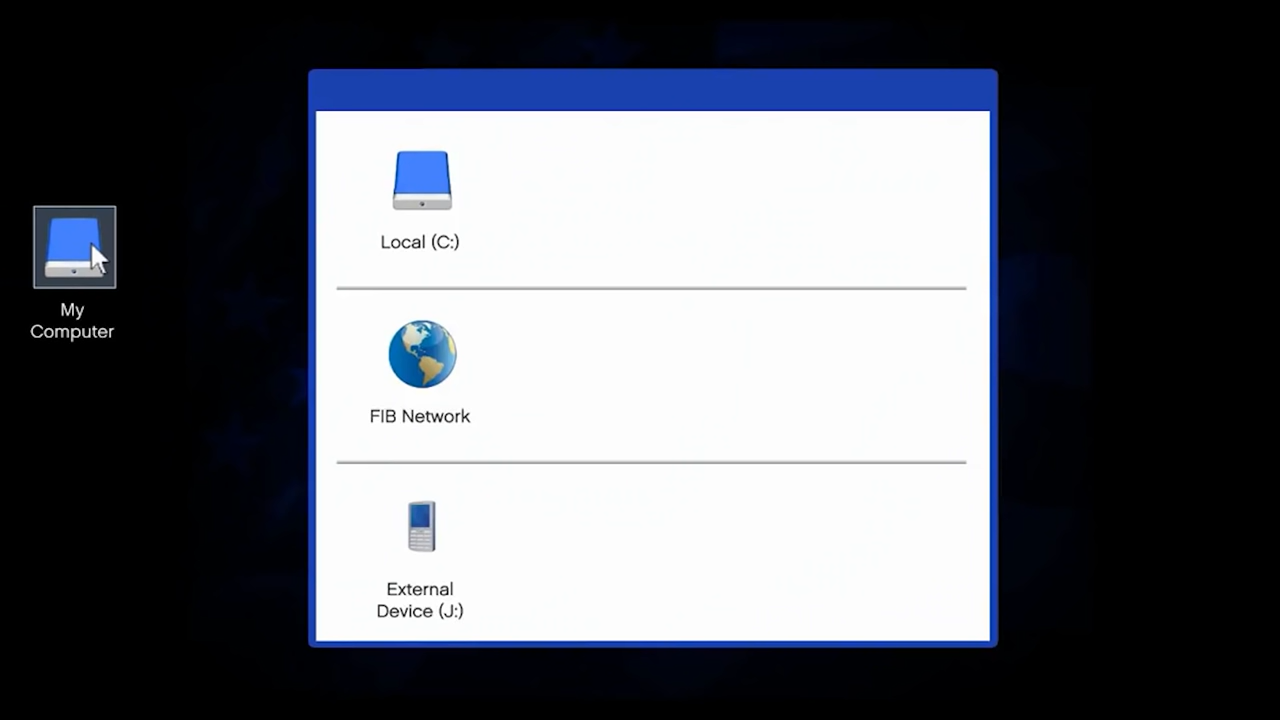 My
Computer
Local (C:)
FIB Network
External
Device (J:)